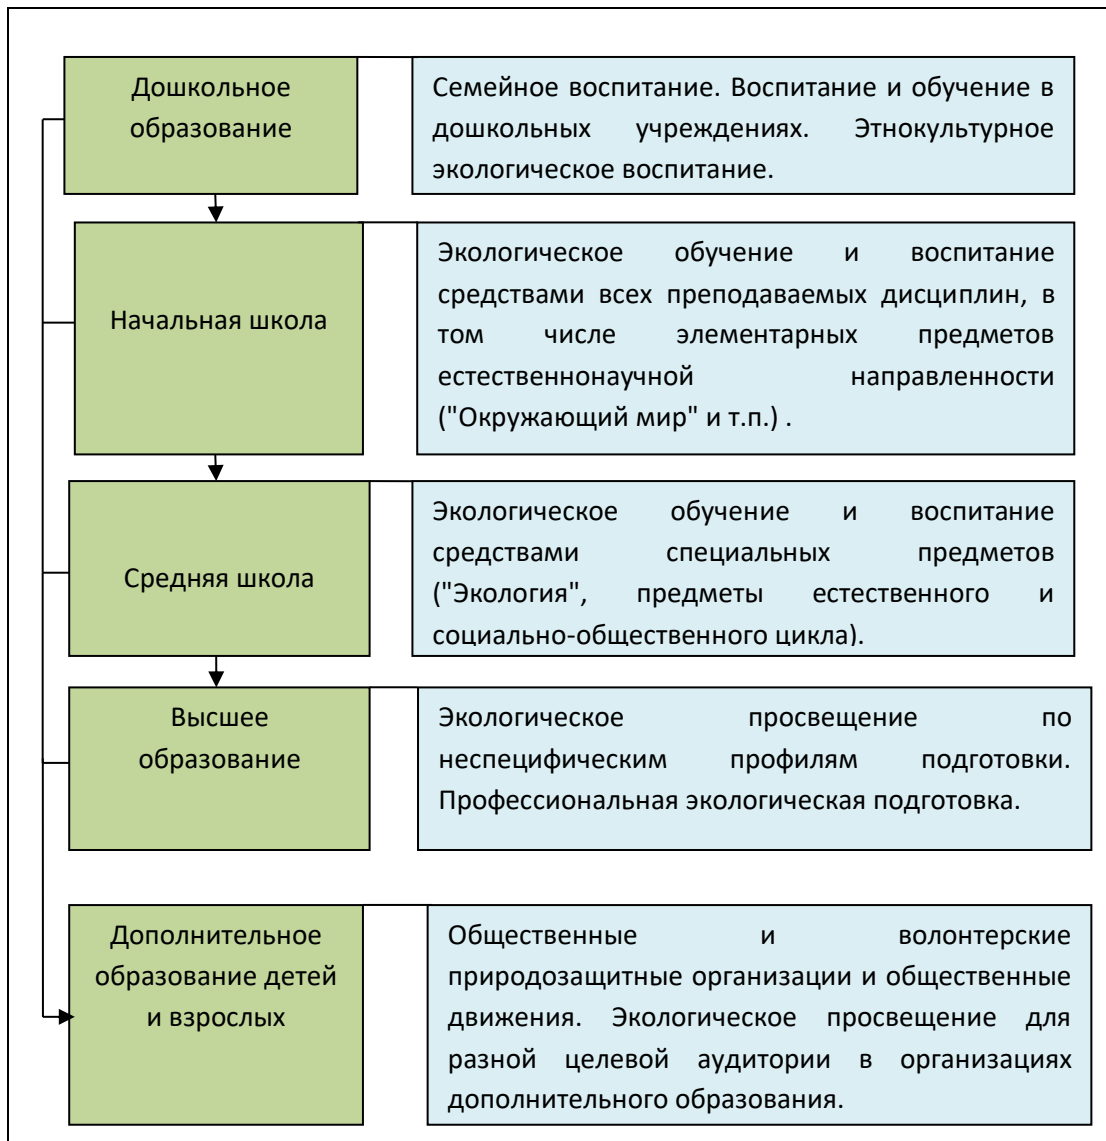 Дошкольное
образование
Семейное воспитание. Воспитание и обучение в
дошкольных учреждениях. Этнокультурное
экологическое воспитание.
Начальная школа
Экологическое обучение и воспитание
средствами всех преподаваемых дисциплин, в
том числе элементарных предметов
естественнонаучной направленности
("Окружающий мир" и т.п.) .
Средняя школа
Экологическое обучение и воспитание
средствами специальных предметов
("Экология", предметы естественного и
социально-общественного цикла).
Высшее
образование
Экологическое просвещение по
неспецифическим профилям подготовки.
Профессиональная экологическая подготовка.
Дополнительное
образование детей
и взрослых
Общественные и волонтерские
природозащитные организации и общественные
движения. Экологическое просвещение для
разной целевой аудитории в организациях
дополнительного образования.